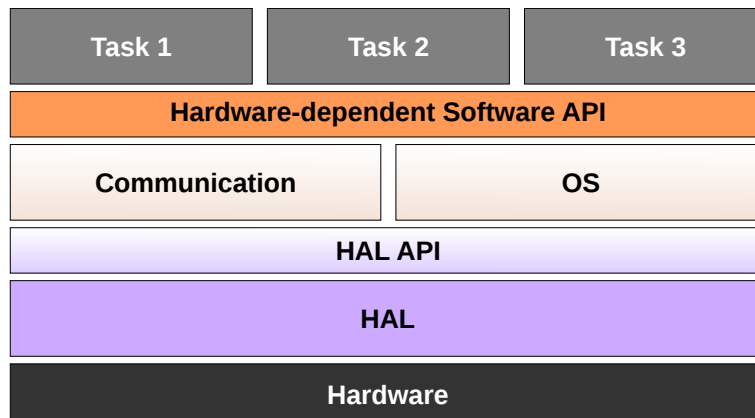 Task 1
Task 2
Task 3
Hardware-dependent Software API
Communication
OS
HAL API
HAL
Hardware